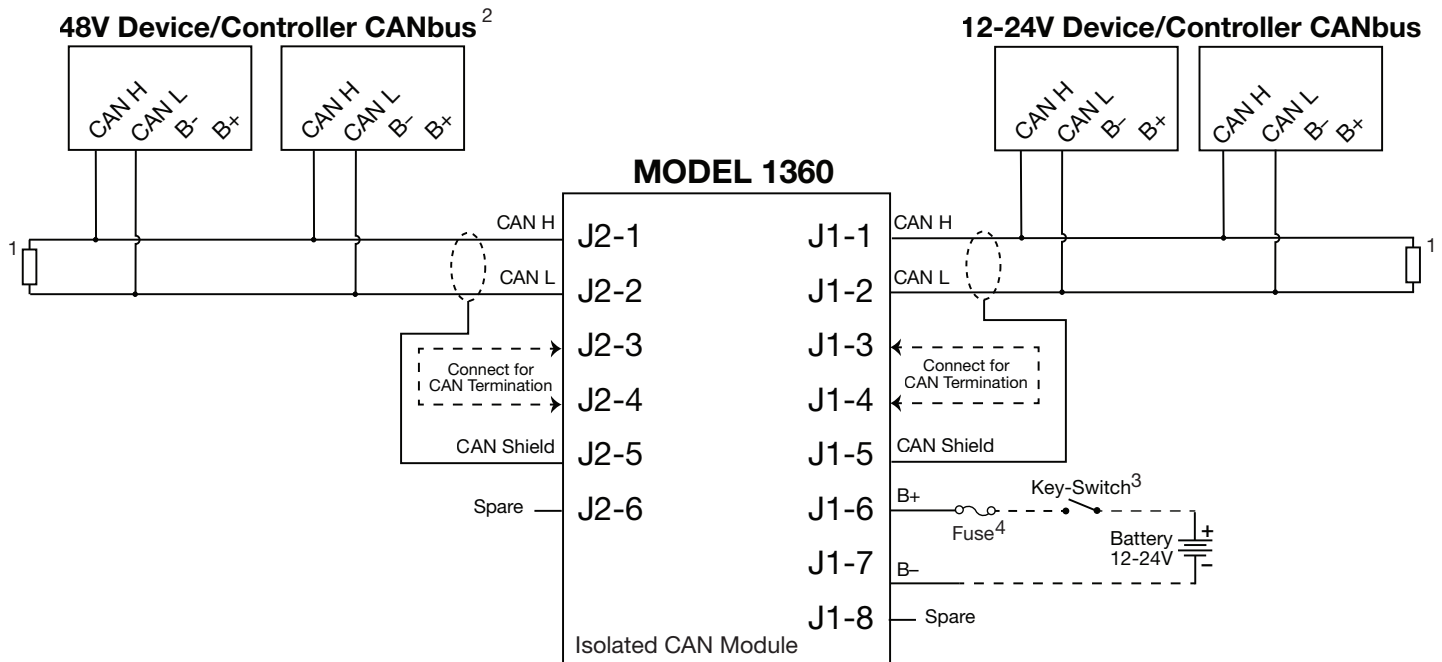 48V Device/Controller CANbus 2
12-24V Device/Controller CANbus
CAN H
CAN L
B-
B+
CAN H
CAN L
B-
B+
CAN H
CAN L
B–
B+
CAN H
CAN L
B–
B+
MODEL 1360
1
CAN H
J2-1
J1-1
CAN H
1
CAN L
J2-2
J1-2
CAN L
J2-3
J1-3
Connect for
CAN Termination
Connect for
CAN Termination
J2-4
J1-4
CAN Shield
J2-5
J1-5
CAN Shield
Spare
J2-6
J1-6
B+
Fuse4
Key-Switch3
Battery
12-24V
+
–
J1-7
B–
J1-8
Spare
Isolated CAN Module